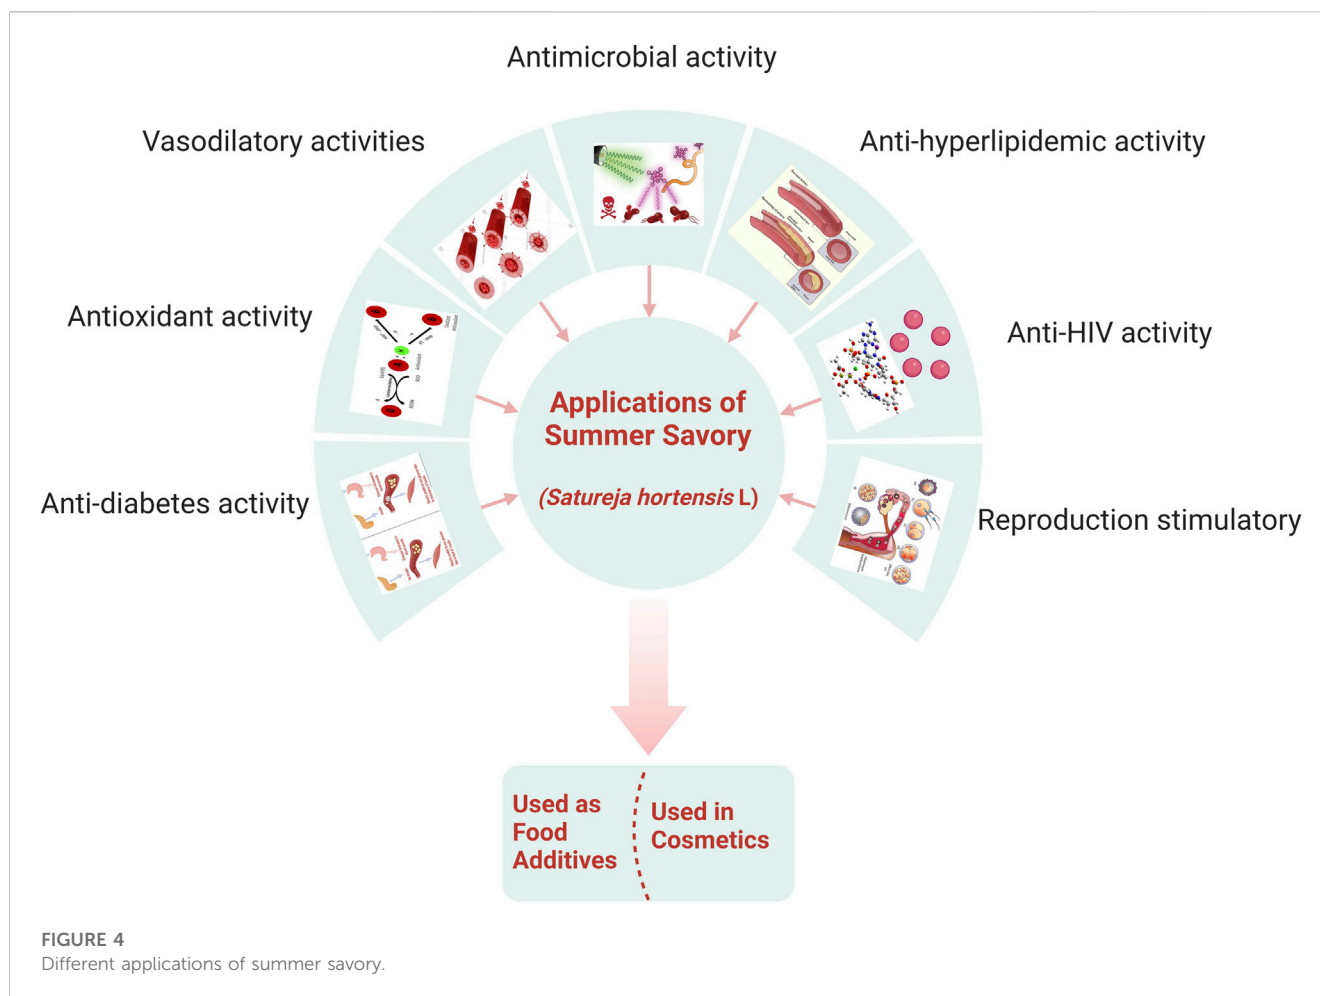 Antimicrobial activity
Vasodilatory activities
Anti-hyperlipidemic activity
Antioxidant activity
Anti-HIV activity
Anti-diabetes activity
Reproduction stimulatory
Applications of
Summer Savory
(Satureja hortensis L)
Used as
Food
Additives
Used in
Cosmetics
FIGURE 4
Different applications of summer savory.